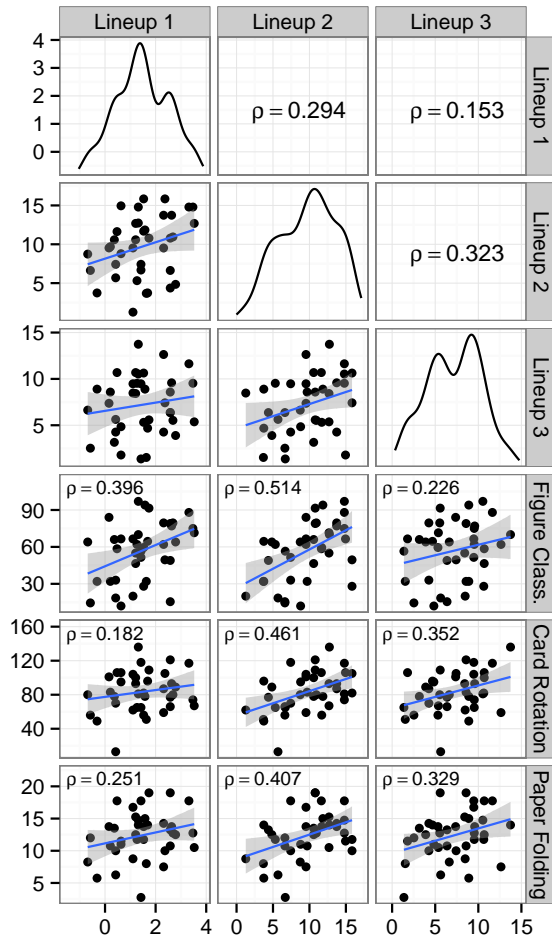 Lineup 1 Lineup 2 Lineup 3
4
3
2
1
0
ρ = 0.294
ρ = 0.153
Lineup 1
15
10
5
ρ = 0.323
Lineup 2
15
10
5
Lineup 3
90
60
30
ρ = 0.396
ρ = 0.514
ρ = 0.226
Figure Class.
160
120
80
40
ρ = 0.182
ρ = 0.461
ρ = 0.352
Card Rotation
20
15
10
5
ρ = 0.251
ρ = 0.407
ρ = 0.329
Paper Folding
0 2 4 0 5 10 15 0 5 10 15